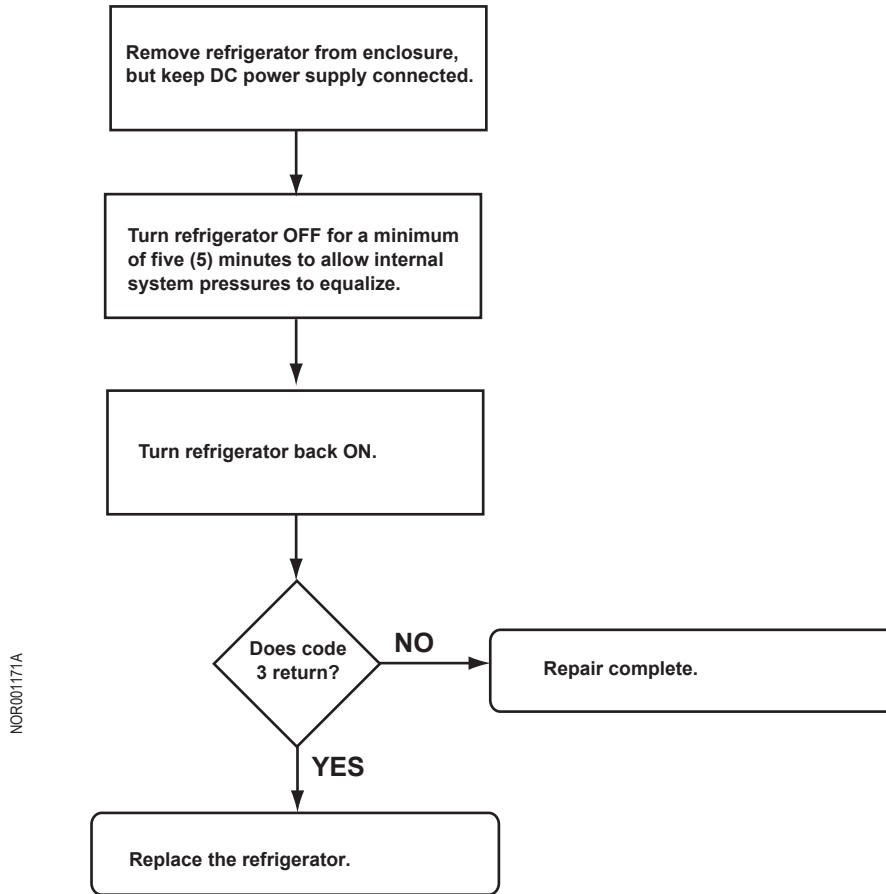 Remove refrigerator from enclosure,
but keep DC power supply connected.
Turn refrigerator OFF for a minimum
of five (5) minutes to allow internal
system pressures to equalize.
Turn refrigerator back ON.
Does code
3 return?
NO
Repair complete.
YES
Replace the refrigerator.
NOR001171A